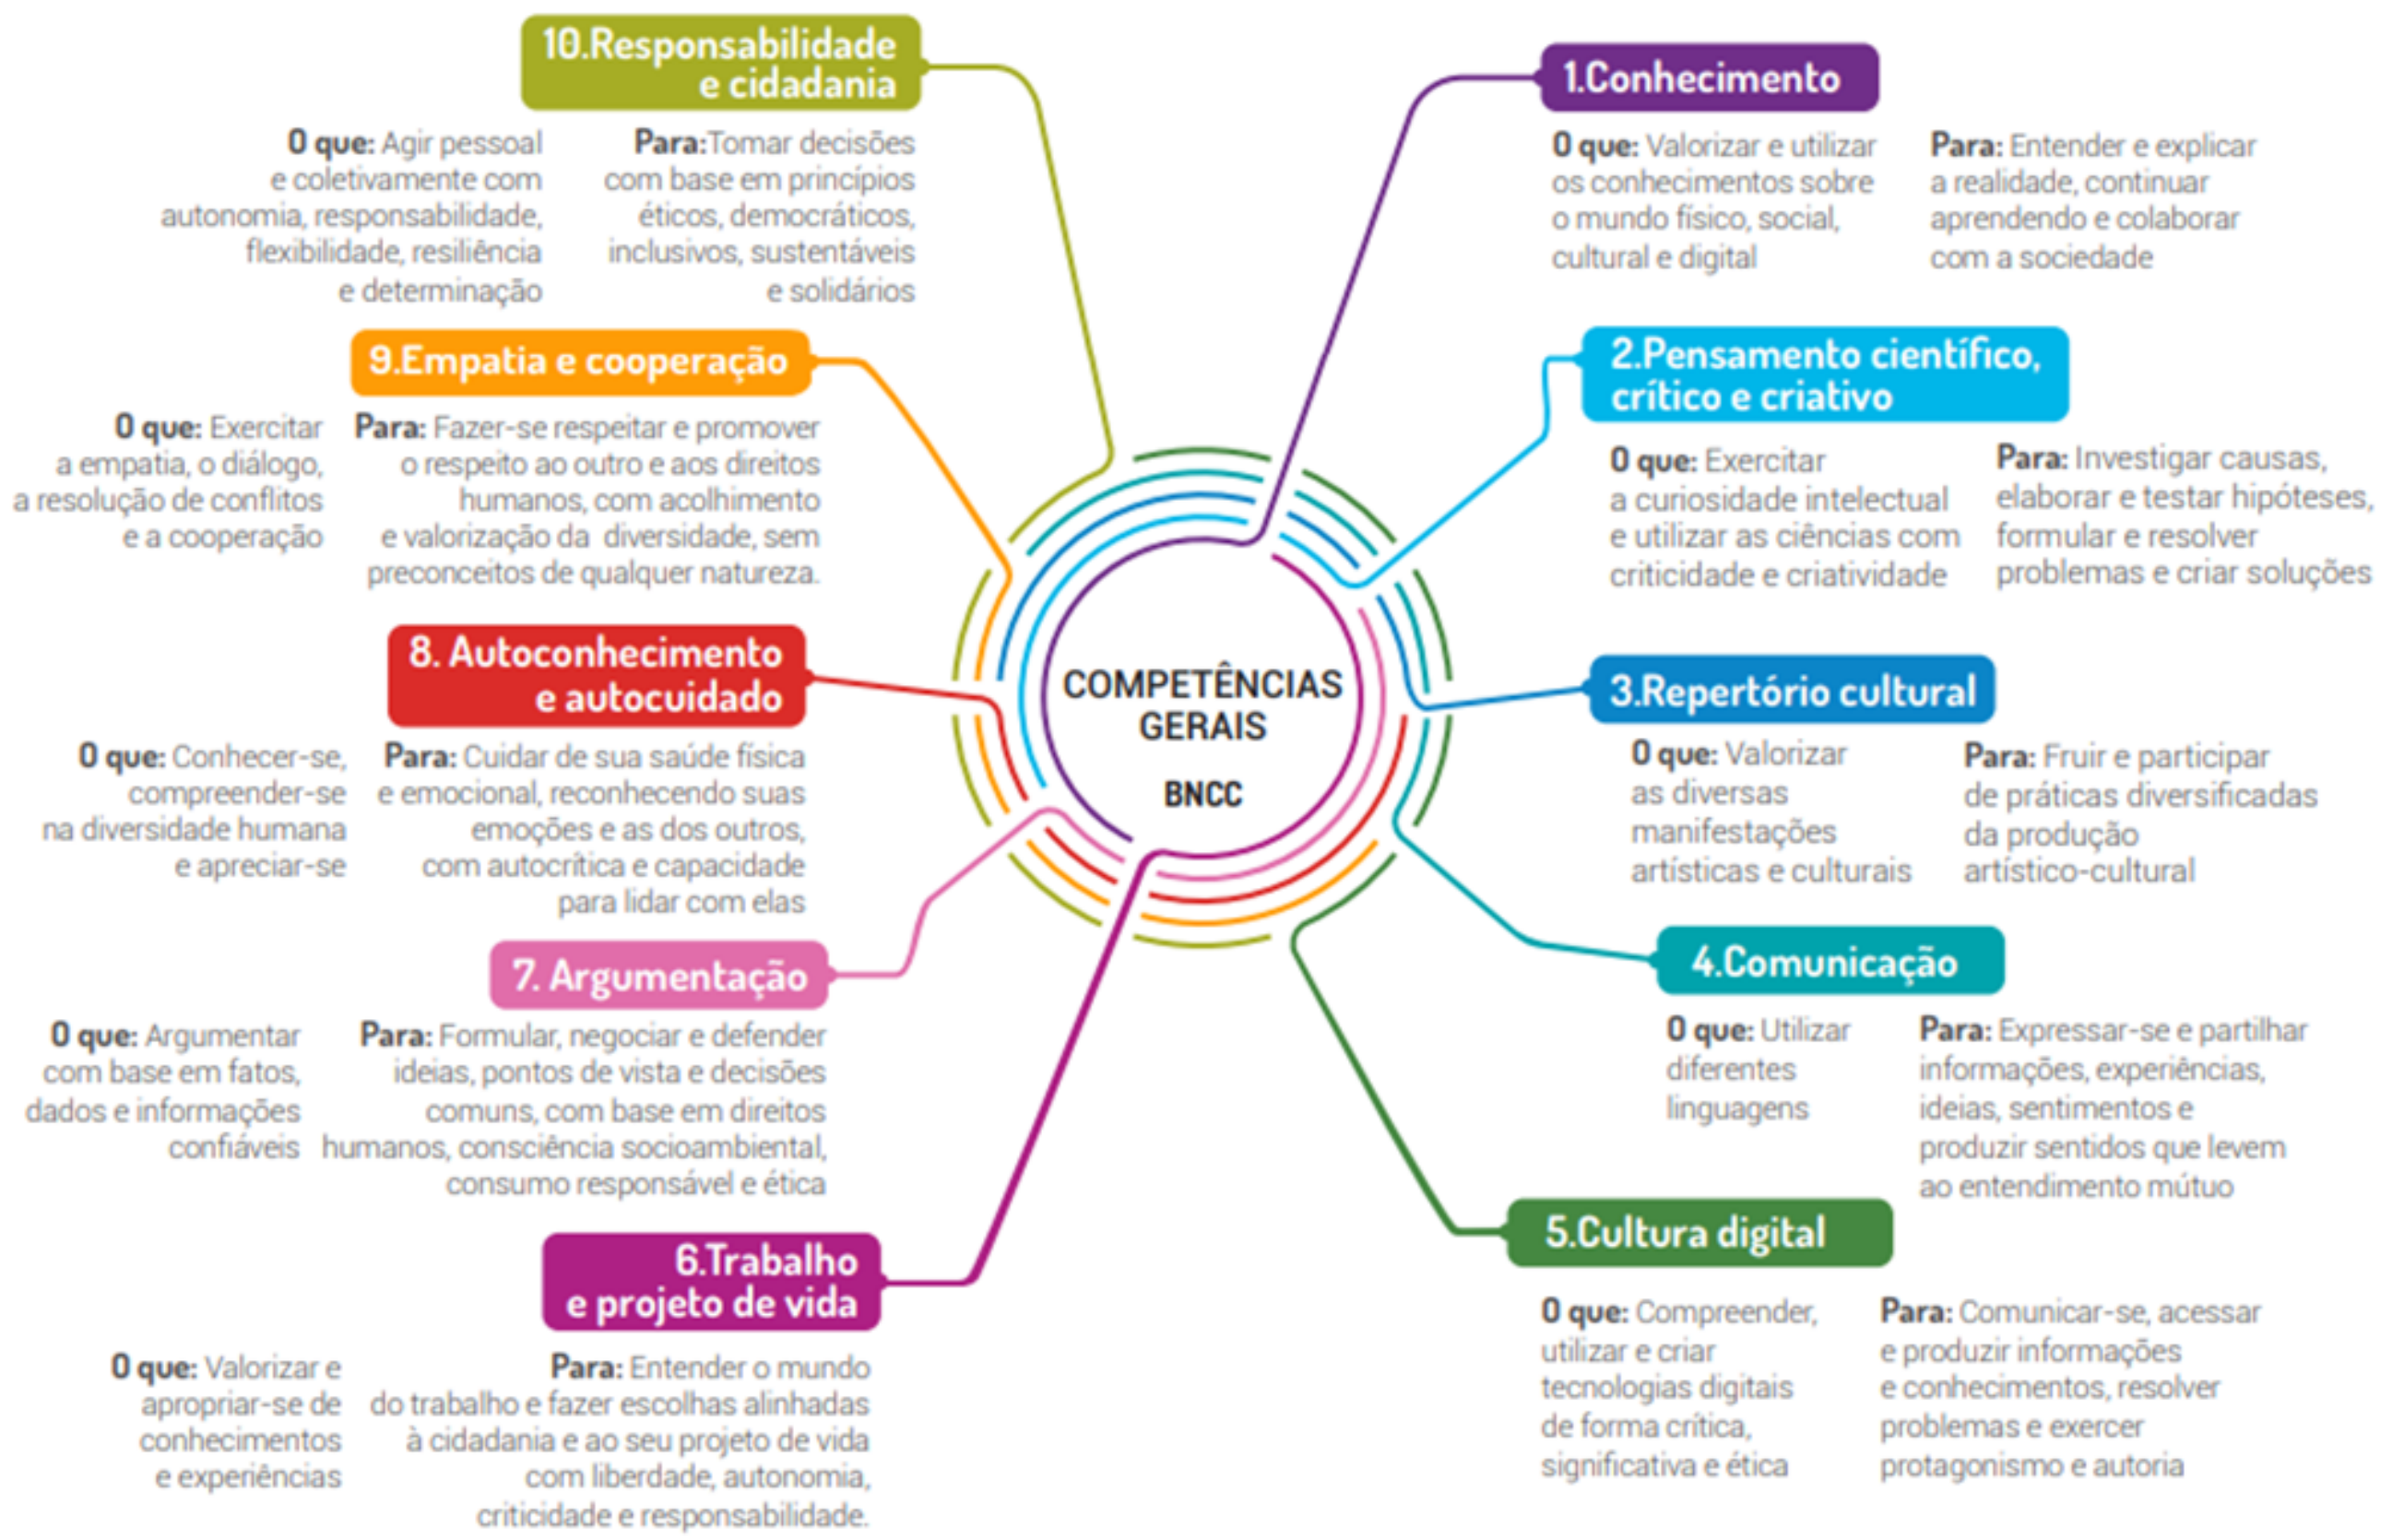 COMPETÊNCIAS
GERAIS
BNCC
1.Conhecimento
O que: Valorizar e utilizar
os conhecimentos sobre
o mundo físico, social,
cultural e digital
Para: Entender e explicar
a realidade, continuar
aprendendo e colaborar
com a sociedade
2.Pensamento científico,
crítico e criativo
O que: Exercitar
a curiosidade intelectual
e utilizar as ciências com
criticidade e criatividade
Para: Investigar causas,
elaborar e testar hipóteses,
formular e resolver
problemas e criar soluções
3.Repertório cultural
O que: Valorizar
as diversas
manifestações
artísticas e culturais
Para: Fruir e participar
de práticas diversificadas
da produção
artístico-cultural
4.Comunicação
O que: Utilizar
diferentes
linguagens
Para: Expressar-se e partilhar
informações, experiências,
ideias, sentimentos e
produzir sentidos que levem
ao entendimento mútuo
5.Cultura digital
O que: Compreender,
utilizar e criar
tecnologias digitais
de forma crítica,
significativa e ética
Para: Comunicar-se, acessar
e produzir informações
e conhecimentos, resolver
problemas e exercer
protagonismo e autoria
6.Trabalho
e projeto de vida
O que: Valorizar e
apropriar-se de
conhecimentos
e experiências
Para: Entender o mundo
do trabalho e fazer escolhas alinhadas
à cidadania e ao seu projeto de vida
com liberdade, autonomia,
criticidade e responsabilidade.
7. Argumentação
O que: Argumentar
com base em fatos,
dados e informações
confiáveis
Para: Formular, negociar e defender
ideias, pontos de vista e decisões
comuns, com base em direitos
humanos, consciência socioambiental,
consumo responsável e ética
8. Autoconhecimento
e autocuidado
O que: Conhecer-se,
compreender-se
na diversidade humana
e apreciar-se
Para: Cuidar de sua saúde física
e emocional, reconhecendo suas
emoções e as dos outros,
com autocrítica e capacidade
para lidar com elas
9.Empatia e cooperação
O que: Exercitar
a empatia, o diálogo,
a resolução de conflitos
e a cooperação
Para: Fazer-se respeitar e promover
o respeito ao outro e aos direitos
humanos, com acolhimento
e valorização da diversidade, sem
preconceitos de qualquer natureza.
10.Responsabilidade
e cidadania
O que: Agir pessoal
e coletivamente com
autonomia, responsabilidade,
flexibilidade, resiliência
e determinação
Para:Tomar decisões
com base em princípios
éticos, democráticos,
inclusivos, sustentáveis
e solidários